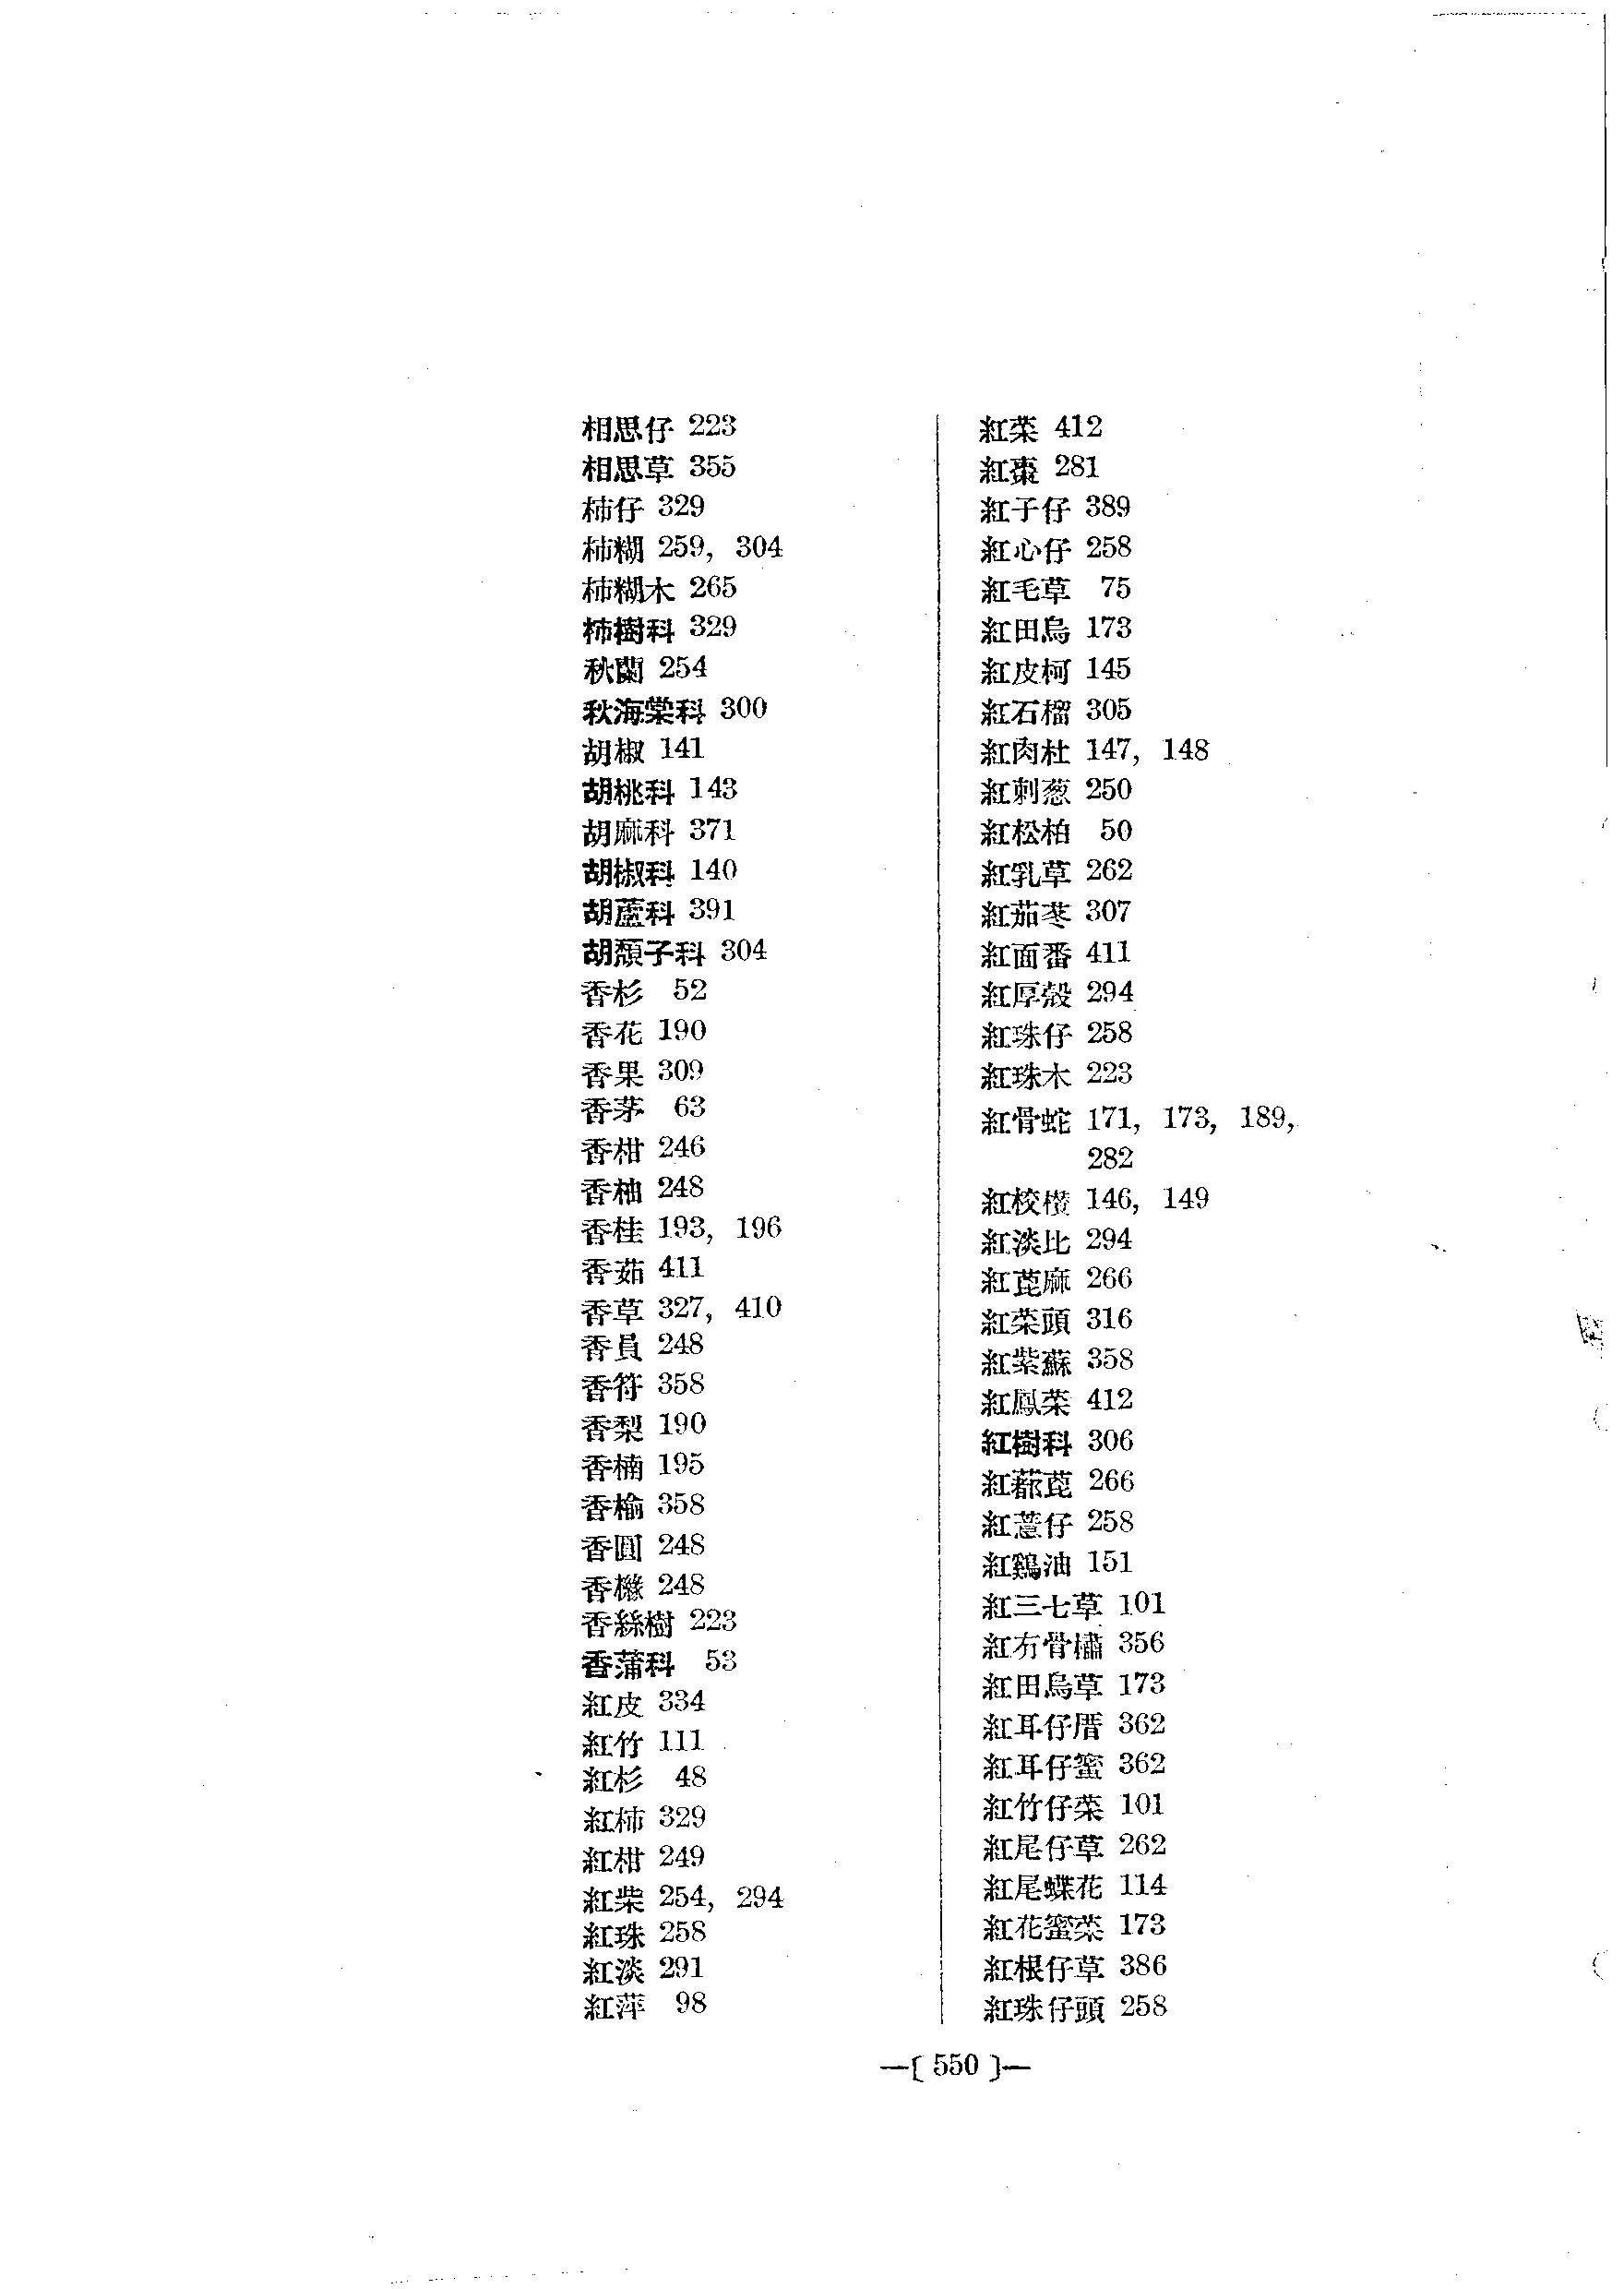 相思仔 223
相思草 355
柿仔 329
柿糊 259, 304
柿糊木 265
柿樹科 329
秋蘭 254
秋海棠科 300
胡椒 141
胡桃科 143
胡麻科 371
胡椒科 140
胡蘆科 391
胡頹子科 304
香杉 52
香花 190
香果 309
香茅 63
香柑 246
香柚 248
香桂 193, 196
香茹 411
香草 327, 410
香員 248
香符 358
香梨 190
香楠 195
香楡 358
香圓 248
香櫞 248
香絲樹 223
香蒲科 53
紅皮 334
紅竹 111
紅杉 48
紅柿 329
紅柑 249
紅柴 254, 294
紅珠 258
紅淡 291
紅萍 98
紅菜 412
紅棗 281
紅子仔 389
紅心仔 258
紅毛草 75
紅田烏 173
紅皮柯 145
紅石榴 305
紅肉杜 147, 148
紅刺葱 250
紅松柏 50
紅乳草 262
紅茄苳 307
紅面番 411
紅厚殼 294
紅珠仔 258
紅珠木 223
紅骨蛇 171, 173, 189,
282
紅校欑 146, 149
紅淡比 294
紅蓖麻 266
紅菜頭 316
紅紫蘇 358
紅鳳菜 412
紅樹科 306
紅蓖 266
紅薏仔 258
紅鷄油 151
紅三七草 101
紅冇骨橚 356
紅田烏草 173
紅耳仔厝 362
紅耳仔蜜 362
紅竹仔菜 101
紅尾仔草 262
紅尾蝶花 114
紅花蜜菜 173
紅根仔草 386
紅珠仔頭 258
—[ 550 ]—